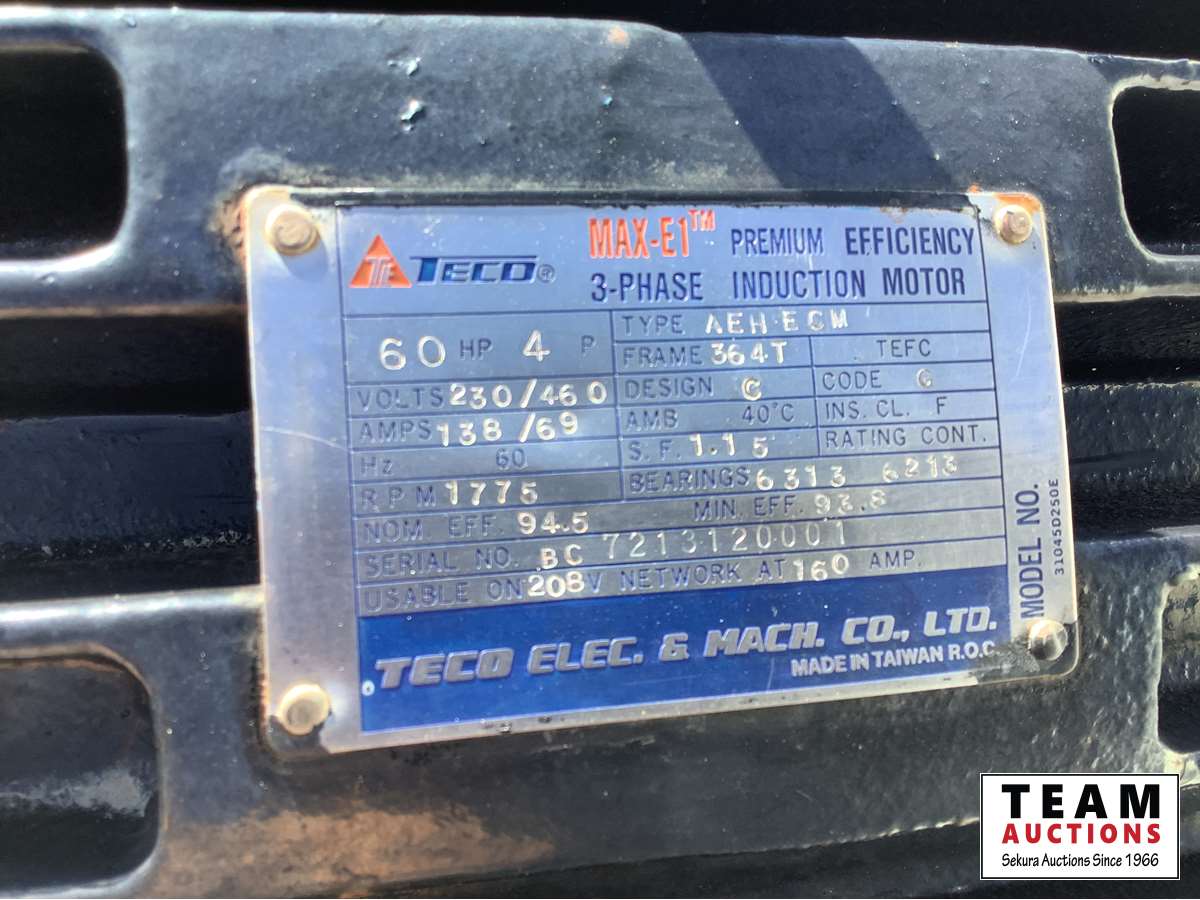 TECO® MAX-E1™ PREMIUM EFFICIENCY
3-PHASE INDUCTION MOTOR
60 HP 4 P
TYPE AEH-ECM
FRAME 364T TEFC
VOLTS 230/460
DESIGN C CODE G
AMPS 138/69
AMB 40°C INS. CL. F
Hz 60
S.F. 1.15 RATING CONT.
RPM 1775
BEARINGS 6313 6213
NOM. EFF. 94.5 MIN. EFF. 93.6
SERIAL NO. BC 7213120001
USABLE ON 208V NETWORK AT 160 AMP.
TECO ELEC. & MACH. CO., LTD.
MADE IN TAIWAN R.O.C.
MODEL NO.
31045D250E
TEAM
AUCTIONS
Sekura Auctions Since 1966